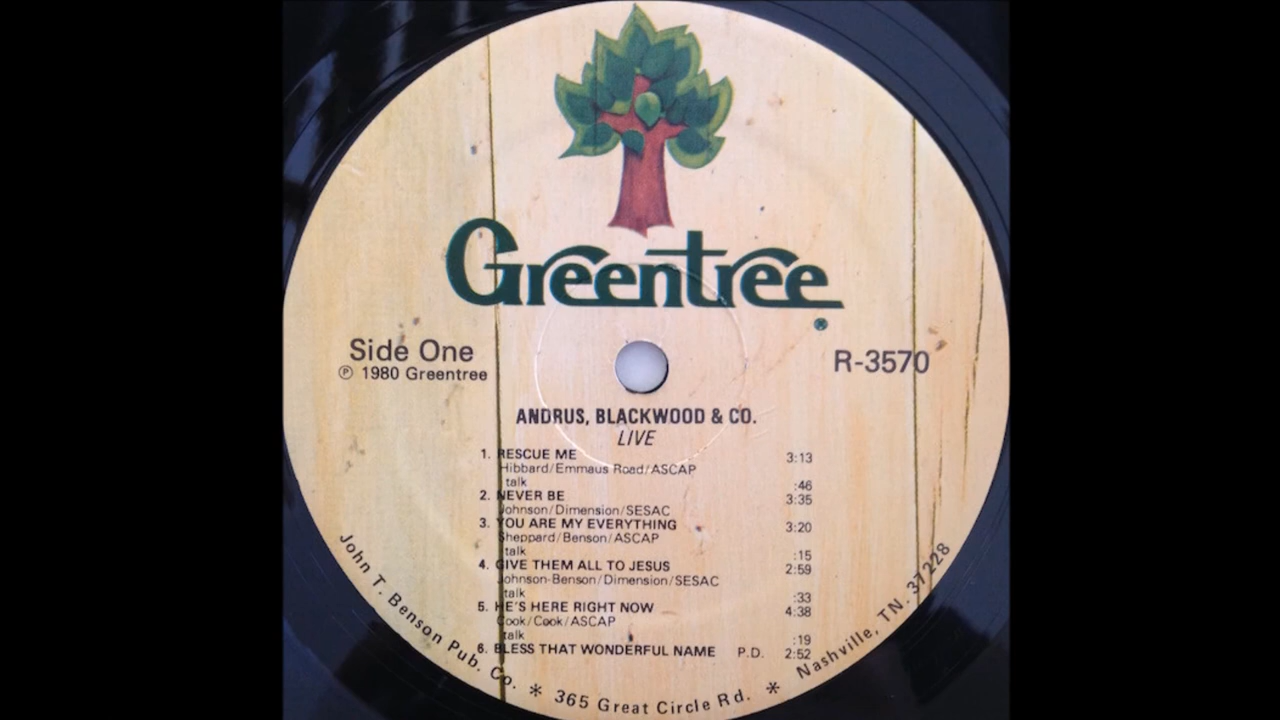 Greentree
®
Side One
R-3570
℗ 1980 Greentree
ANDRUS, BLACKWOOD & CO.
LIVE
1. RESCUE ME 3:13
Hibbard/Emmaus Road/ASCAP
talk :46
2. NEVER BE 3:35
Johnson/Dimension/SESAC
3. YOU ARE MY EVERYTHING 3:20
Sheppard/Benson/ASCAP
talk :15
4. GIVE THEM ALL TO JESUS 2:59
Johnson-Benson/Dimension/SESAC
talk :33
5. HE'S HERE RIGHT NOW 4:38
Cook/Cook/ASCAP
talk :19
6. BLESS THAT WONDERFUL NAME P.D. 2:52
John T. Benson Pub. Co. * 365 Great Circle Rd. * Nashville, TN. 37228